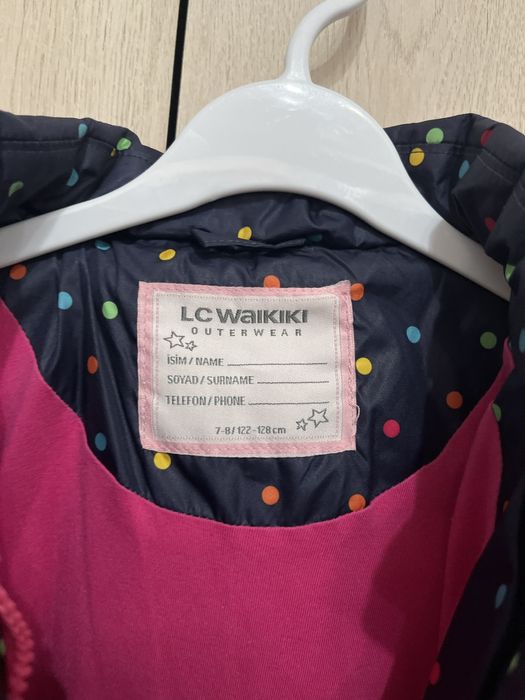 LC WAIKIKI
OUTERWEAR
İSİM / NAME
SOYAD / SURNAME
TELEFON / PHONE
7-8 / 122-128 cm